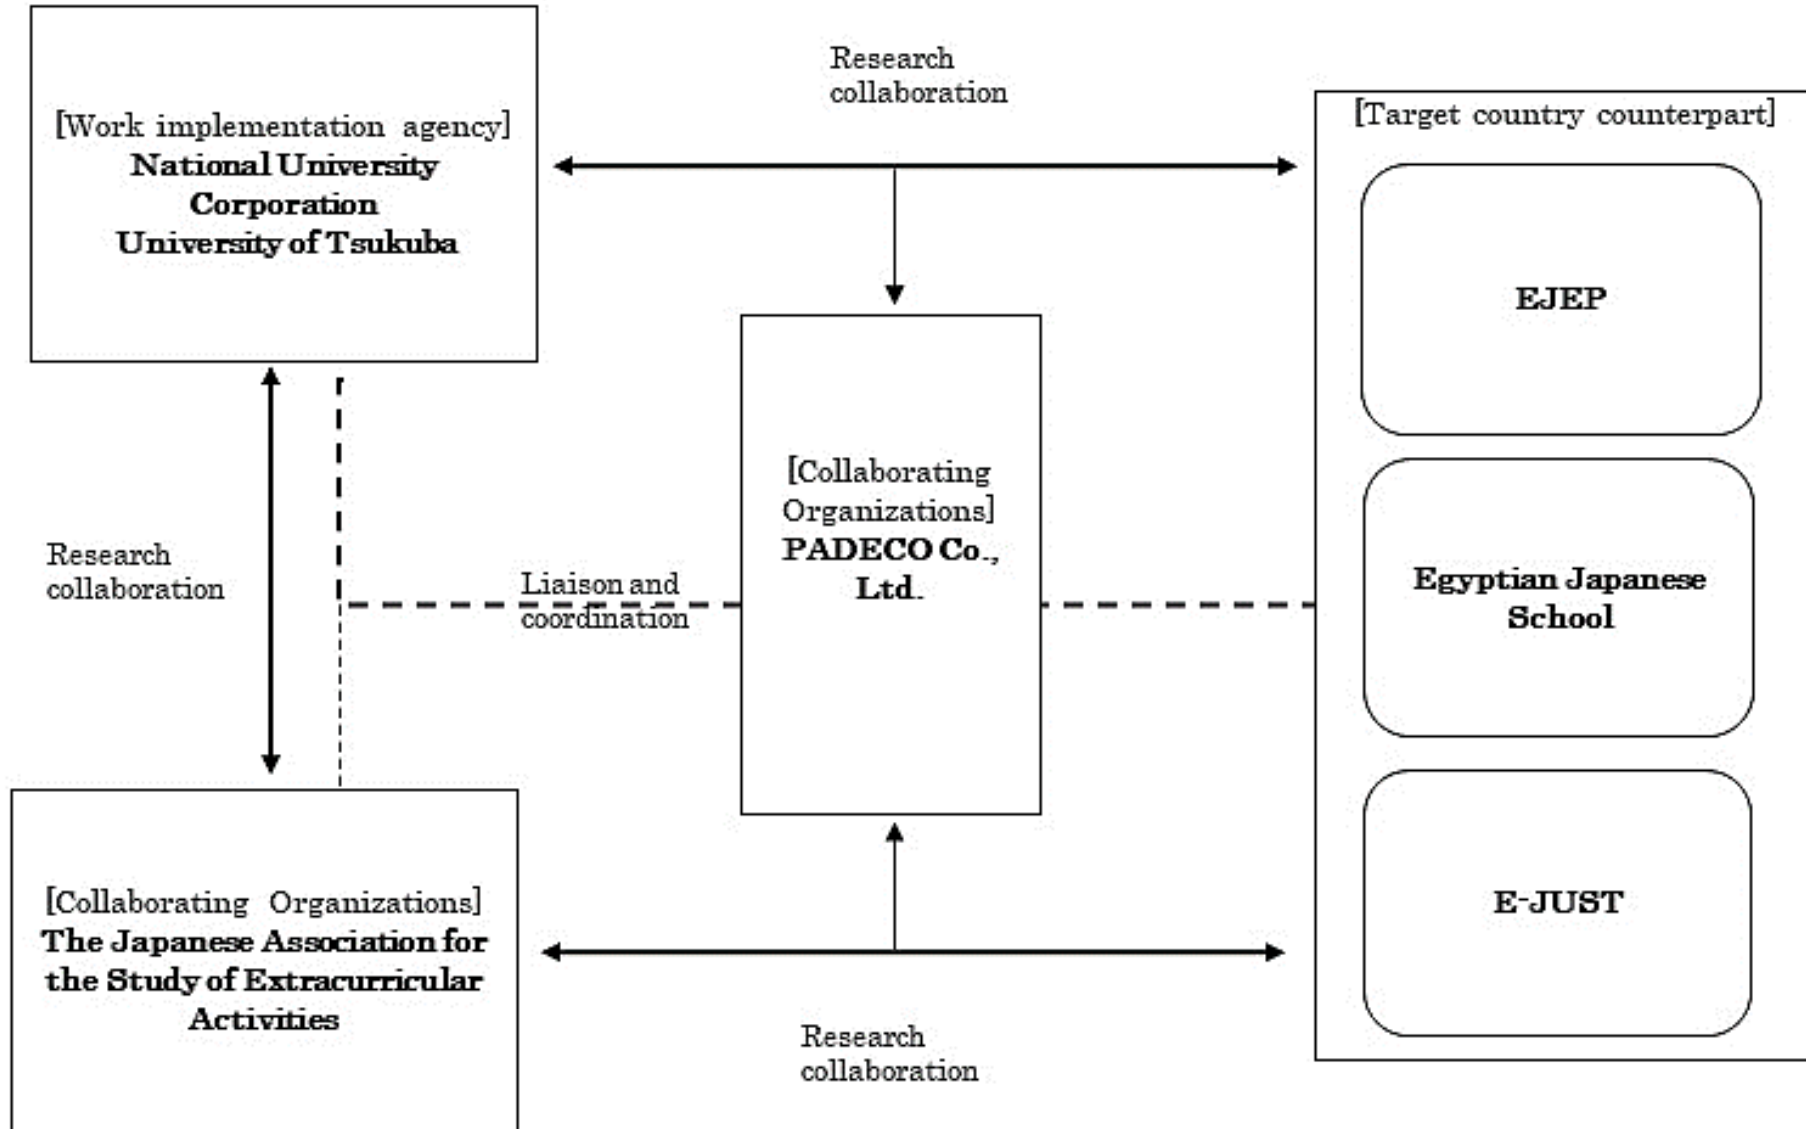 [Work implementation agency]
National University
Corporation
University of Tsukuba
Research
collaboration
[Target country counterpart]
EJEP
Egyptian Japanese
School
E-JUST
[Collaborating
Organizations]
PADECO Co.,
Ltd.
Liaison and
coordination
Research
collaboration
[Collaborating Organizations]
The Japanese Association for
the Study of Extracurricular
Activities
Research
collaboration